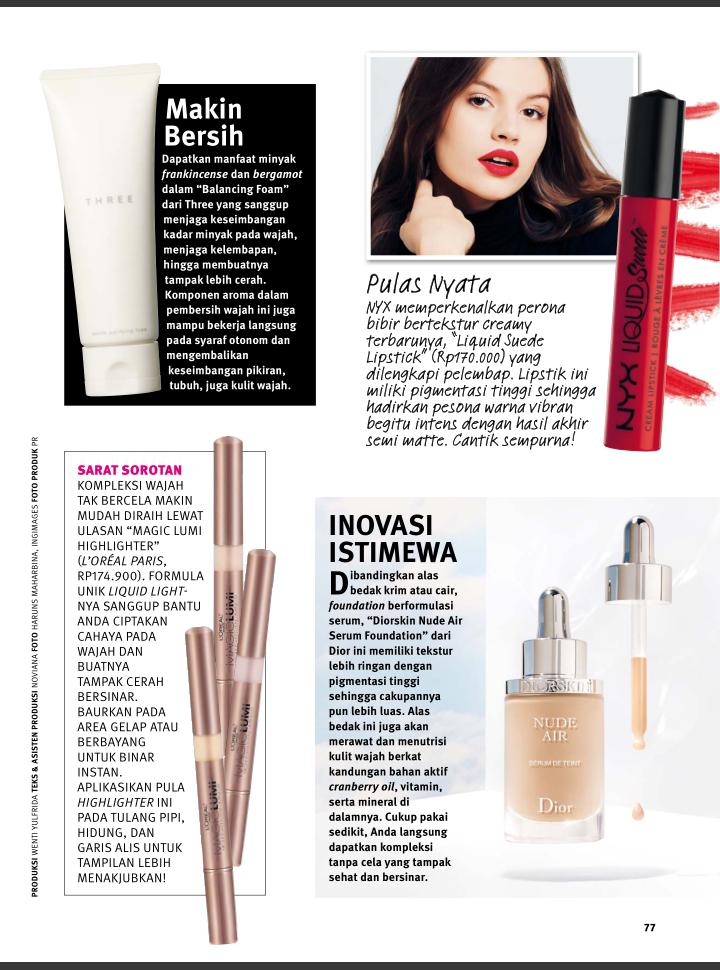 Makin
Bersih
Dapatkan manfaat minyak
frankincense dan bergamot
dalam “Balancing Foam”
dari Three yang sanggup
menjaga keseimbangan
kadar minyak pada wajah,
menjaga kelembapan,
hingga membuatnya
tampak lebih cerah.
Komponen aroma dalam
pembersih wajah ini juga
mampu bekerja langsung
pada syaraf otonom dan
mengembalikan
keseimbangan pikiran,
tubuh, juga kulit wajah.
THREE
Pulas Nyata
NYX memperkenalkan perona
bibir bertekstur creamy
terbarunya, “Liquid Suede
Lipstick” (Rp170.000) yang
dilengkapi pelembap. Lipstik ini
miliki pigmentasi tinggi sehingga
hadirkan pesona warna vibran
begitu intens dengan hasil akhir
semi matte. Cantik sempurna!
NYX LIQUID Suede™
CREAM LIPSTICK | ROUGE À LÈVRES EN CRÈME
SARAT SOROTAN
KOMPLEKSI WAJAH
TAK BERCELA MAKIN
MUDAH DIRAIH LEWAT
ULASAN “MAGIC LUMI
HIGHLIGHTER”
(L’ORÉAL PARIS,
RP174.900). FORMULA
UNIK LIQUID LIGHT-
NYA SANGGUP BANTU
ANDA CIPTAKAN
CAHAYA PADA
WAJAH DAN
BUATNYA
TAMPAK CERAH
BERSINAR.
BAURKAN PADA
AREA GELAP ATAU
BERBAYANG
UNTUK BINAR
INSTAN.
APLIKASIKAN PULA
HIGHLIGHTER INI
PADA TULANG PIPI,
HIDUNG, DAN
GARIS ALIS UNTUK
TAMPILAN LEBIH
MENAKJUBKAN!
L'ORÉAL
MAGIC LUMI
L'ORÉAL
MAGIC LUMI
L'ORÉAL
MAGIC LUMI
INOVASI
ISTIMEWA
Dibandingkan alas
bedak krim atau cair,
foundation berformulasi
serum, “Diorskin Nude Air
Serum Foundation” dari
Dior ini memiliki tekstur
lebih ringan dengan
pigmentasi tinggi
sehingga cakupannya
pun lebih luas. Alas
bedak ini juga akan
merawat dan menutrisi
kulit wajah berkat
kandungan bahan aktif
cranberry oil, vitamin,
serta mineral di
dalamnya. Cukup pakai
sedikit, Anda langsung
dapatkan kompleksi
tanpa cela yang tampak
sehat dan bersinar.
DIORSKIN
NUDE
AIR
SÉRUM DE TEINT
Dior
PRODUKSI WENTI YULFRIDA TEKS & ASISTEN PRODUKSI NOVIANA FOTO HARUNS MAHARBINA, INGIMAGES FOTO PRODUK PR
77